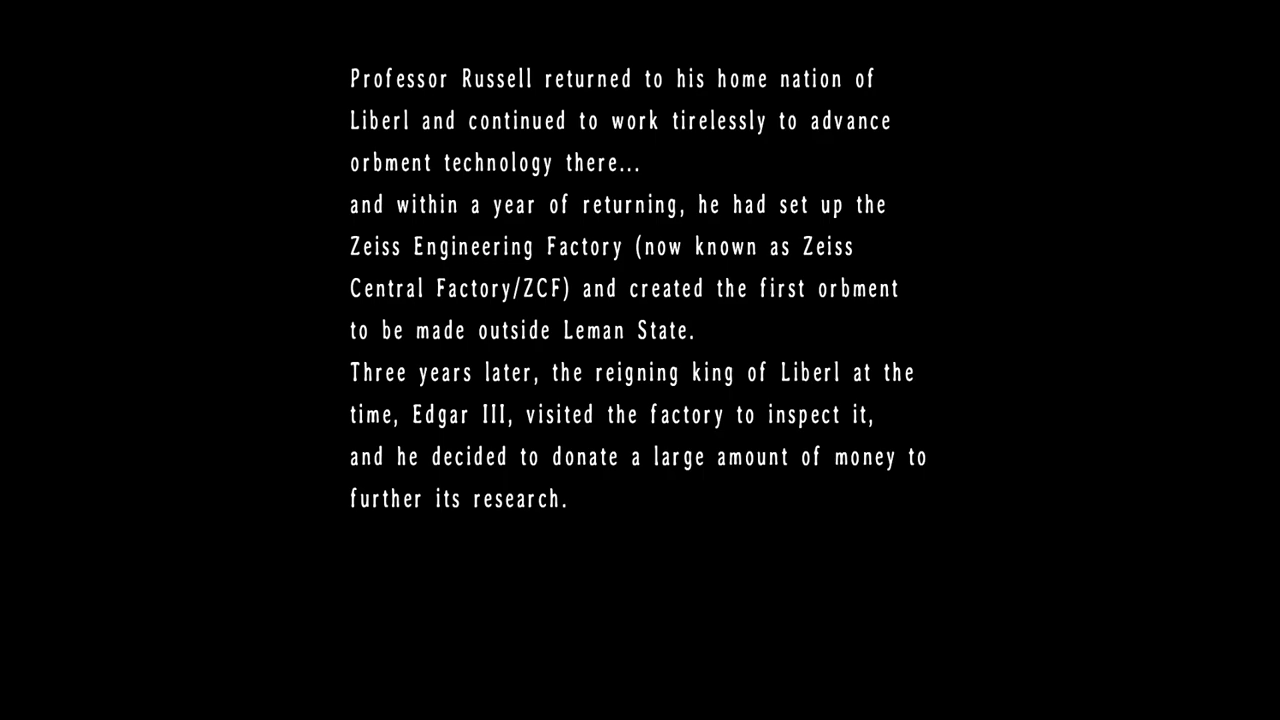 Professor Russell returned to his home nation of
Liberl and continued to work tirelessly to advance
orbment technology there...
and within a year of returning, he had set up the
Zeiss Engineering Factory (now known as Zeiss
Central Factory/ZCF) and created the first orbment
to be made outside Leman State.
Three years later, the reigning king of Liberl at the
time, Edgar III, visited the factory to inspect it,
and he decided to donate a large amount of money to
further its research.